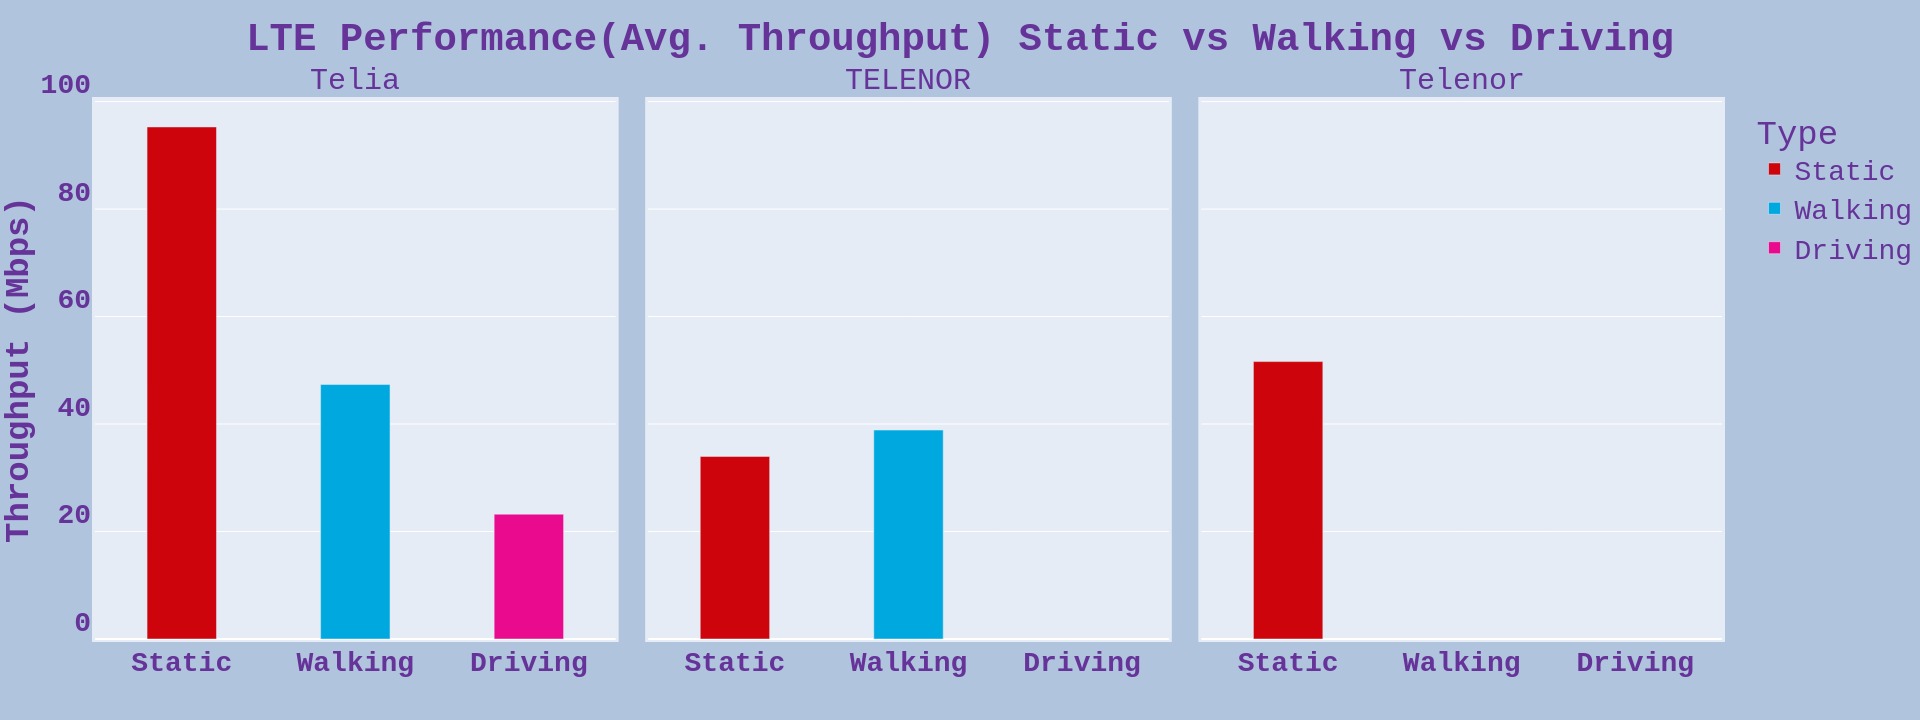 LTE Performance(Avg. Throughput) Static vs Walking vs Driving
Telia
TELENOR
Telenor
Throughput (Mbps)
100
80
60
40
20
0
Static Walking Driving
Static Walking Driving
Static Walking Driving
Type
Static
Walking
Driving